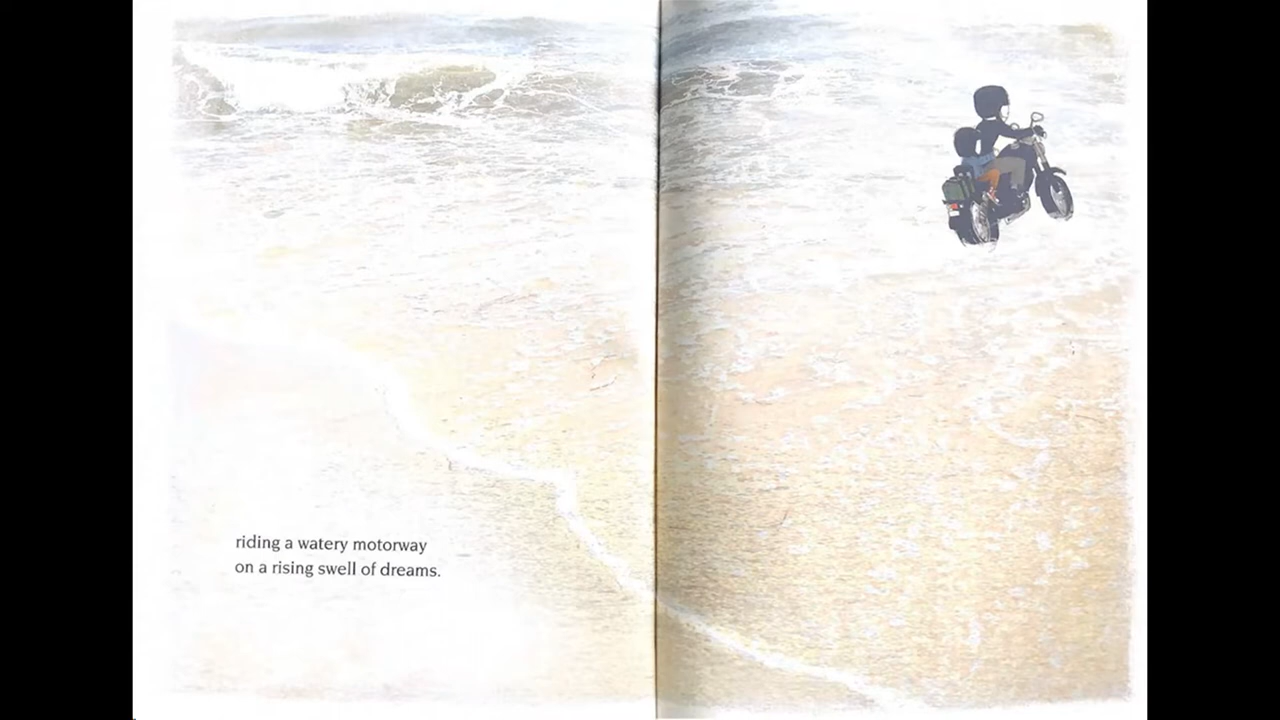 riding a watery motorway
on a rising swell of dreams.